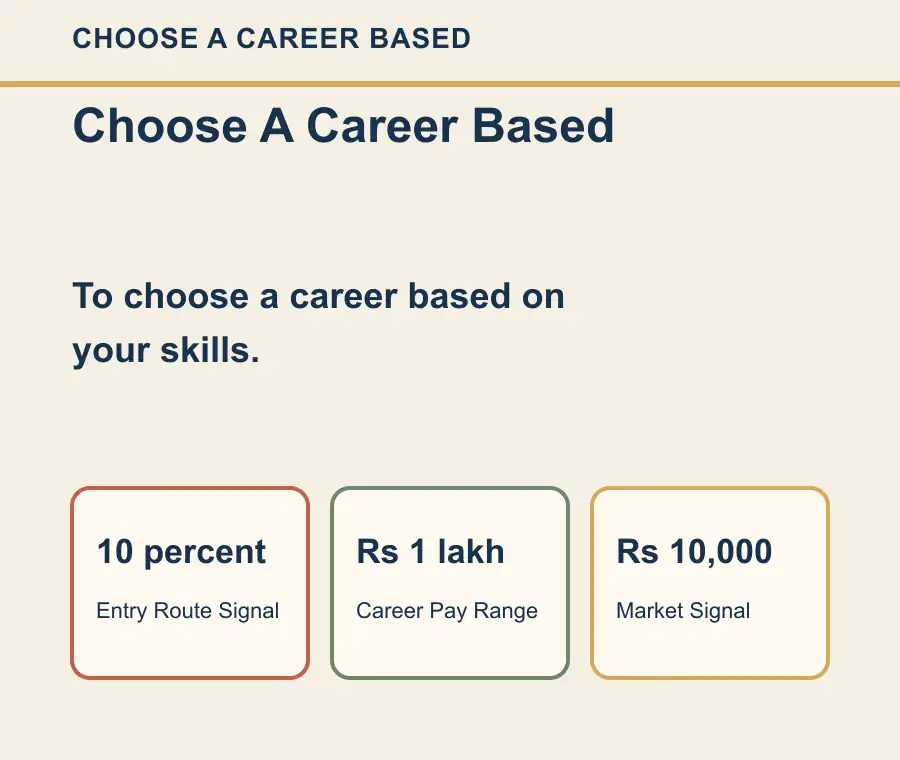 CHOOSE A CAREER BASED
Choose A Career Based
To choose a career based on
your skills.
10 percent
Entry Route Signal
Rs 1 lakh
Career Pay Range
Rs 10,000
Market Signal